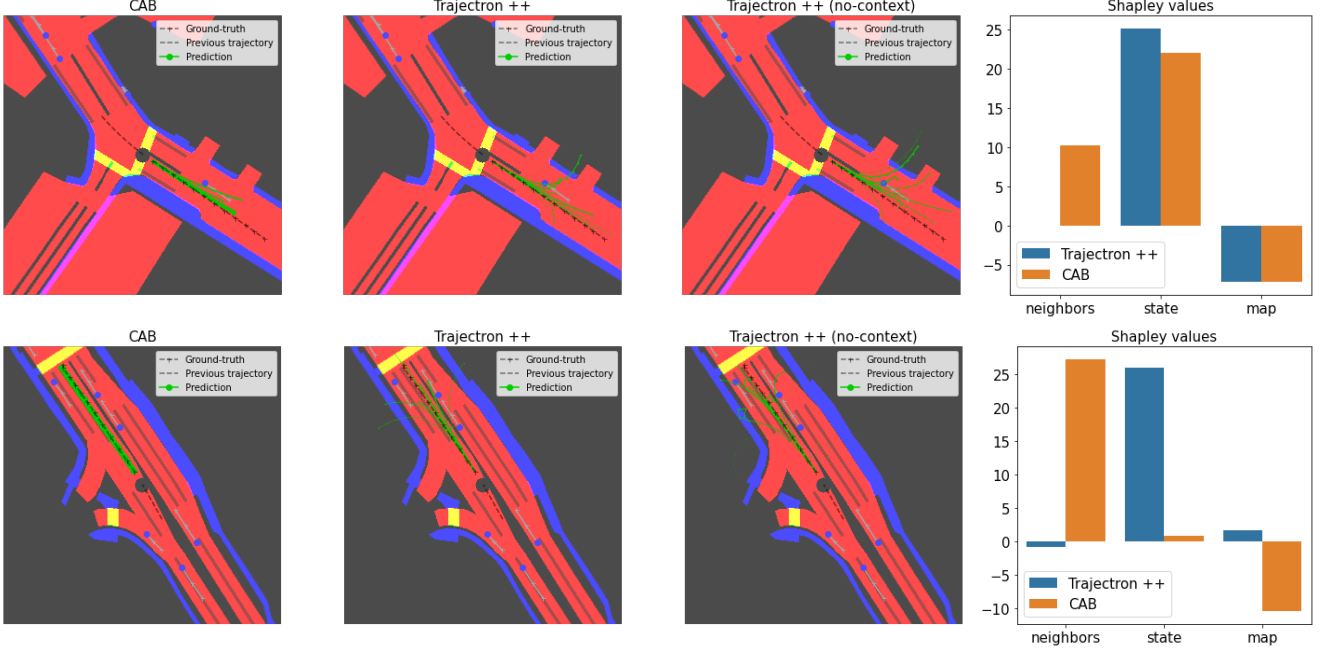 CAB
Ground-truth
Previous trajectory
Prediction
Trajectron ++
Ground-truth
Previous trajectory
Prediction
Trajectron ++ (no-context)
Ground-truth
Previous trajectory
Prediction
Shapley values
25
20
15
10
5
0
−5
Trajectron ++
CAB
neighbors state map
CAB
Ground-truth
Previous trajectory
Prediction
Trajectron ++
Ground-truth
Previous trajectory
Prediction
Trajectron ++ (no-context)
Ground-truth
Previous trajectory
Prediction
Shapley values
25
20
15
10
5
0
−5
−10
Trajectron ++
CAB
neighbors state map